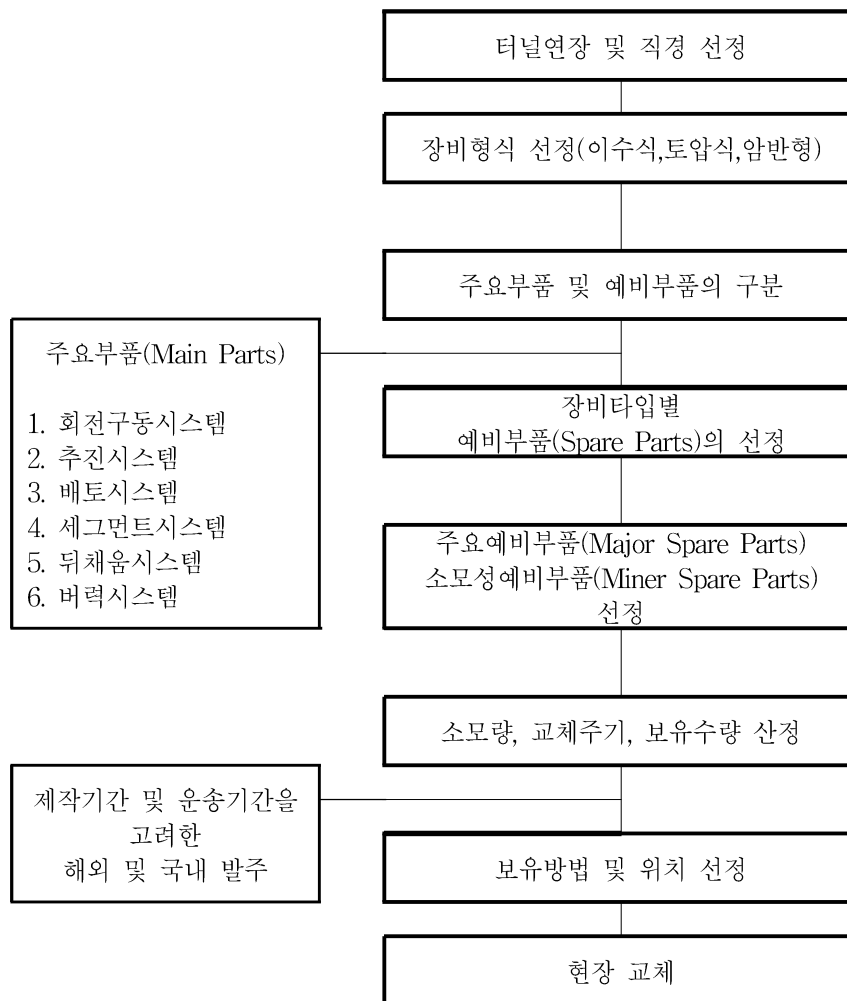 터널연장 및 직경 선정
장비형식 선정(이수식,토압식,암반형)
주요부품 및 예비부품의 구분
주요부품(Main Parts)
1. 회전구동시스템
2. 추진시스템
3. 배토시스템
4. 세그먼트시스템
5. 뒤채움시스템
6. 버력시스템
장비타입별
예비부품(Spare Parts)의 선정
주요예비부품(Major Spare Parts)
소모성예비부품(Miner Spare Parts)
선정
소모량, 교체주기, 보유수량 산정
제작기간 및 운송기간을
고려한
해외 및 국내 발주
보유방법 및 위치 선정
현장 교체